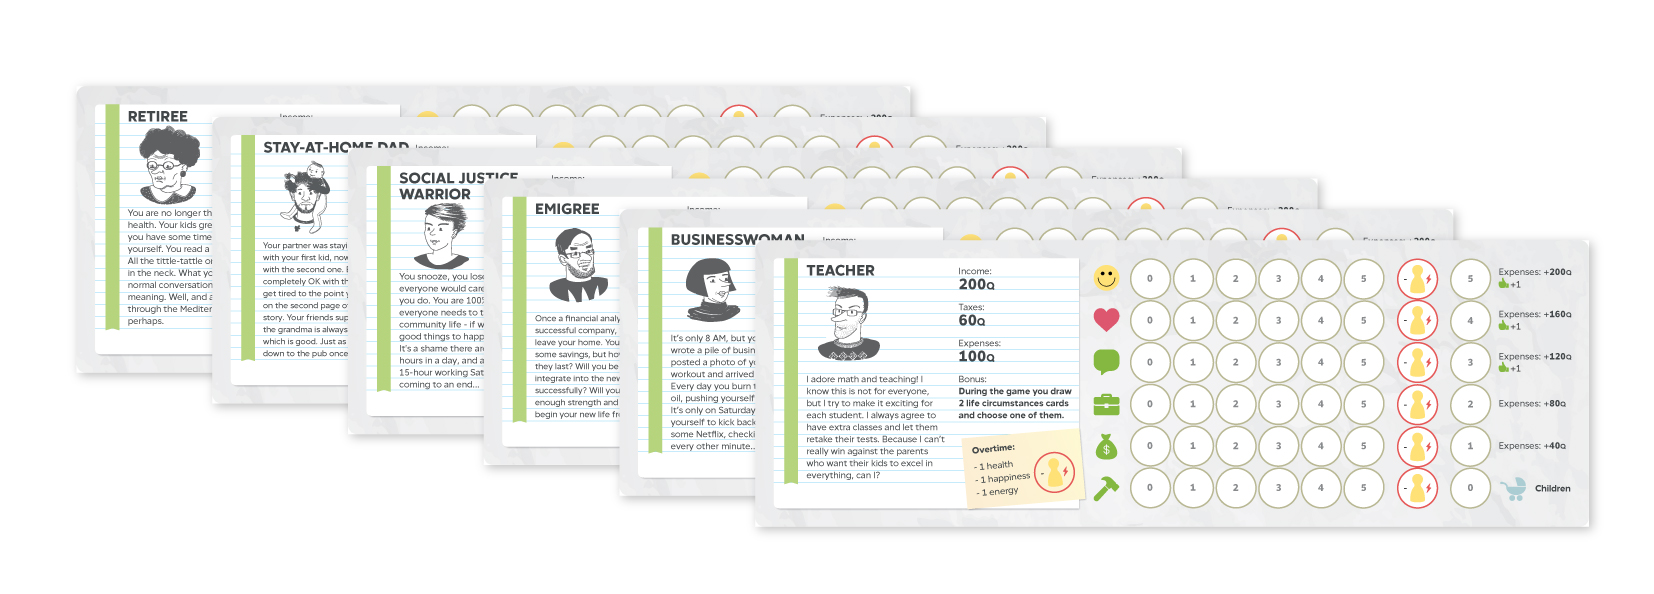 RETIREE
You are no longer th
health. Your kids gre
you have some time
yourself. You read a
All the tittle-tattle o
in the neck. What yo
normal conversation
meaning. Well, and a
through the Mediter
perhaps.
Income:
Expenses: +200Q
STAY-AT-HOME DAD
Your partner was stayi
with your first kid, now
with the second one.
completely OK with th
get tired to the point y
on the second page o
story. Your friends sup
the grandma is always
which is good. Just as
down to the pub once
Income:
Expenses: +200Q
SOCIAL JUSTICE
WARRIOR
You snooze, you lose
everyone would care
you do. You are 100%
everyone needs to t
community life - if w
good things to happ
It's a shame there are
hours in a day, and a
15-hour working Sat
coming to an end...
Income:
Expenses: +200Q
EMIGREE
Once a financial analy
successful company,
leave your home. You
some savings, but how
they last? Will you be
integrate into the new
successfully? Will you
enough strength and
begin your new life fr
Income:
Expenses: +200Q
BUSINESSWOMAN
It's only 8 AM, but yo
wrote a pile of busin
posted a photo of yo
workout and arrived
Every day you burn t
oil, pushing yourself
It's only on Saturday
yourself to kick back
some Netflix, checki
every other minute...
Income:
Expenses: +200Q
TEACHER
I adore math and teaching! I
know this is not for everyone,
but I try to make it exciting for
each student. I always agree to
have extra classes and let them
retake their tests. Because I can't
really win against the parents
who want their kids to excel in
everything, can I?
Income:
200Q
Taxes:
60Q
Expenses:
100Q
Bonus:
During the game you draw
2 life circumstances cards
and choose one of them.
Overtime:
- 1 health
- 1 happiness
- 1 energy
-
0 1 2 3 4 5 - 5 Expenses: +200Q
+1
0 1 2 3 4 5 - 4 Expenses: +160Q
+1
0 1 2 3 4 5 - 3 Expenses: +120Q
+1
0 1 2 3 4 5 - 2 Expenses: +80Q
$ 0 1 2 3 4 5 - 1 Expenses: +40Q
0 1 2 3 4 5 - 0 Children